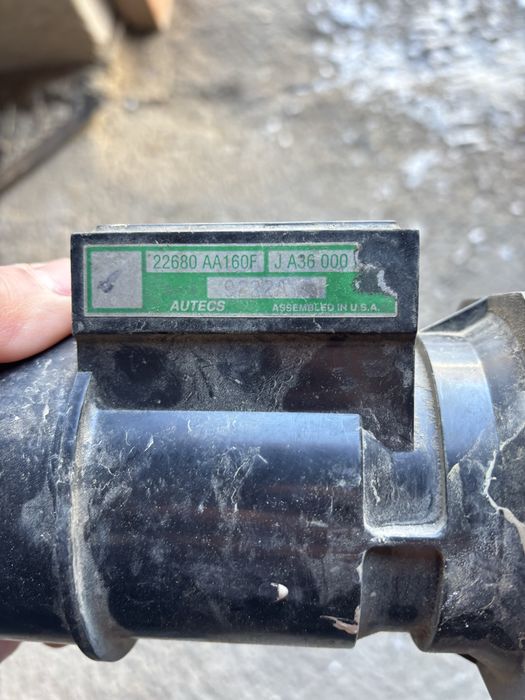 22680 AA160F J A36 000
AUTECS ASSEMBLED IN U.S.A.